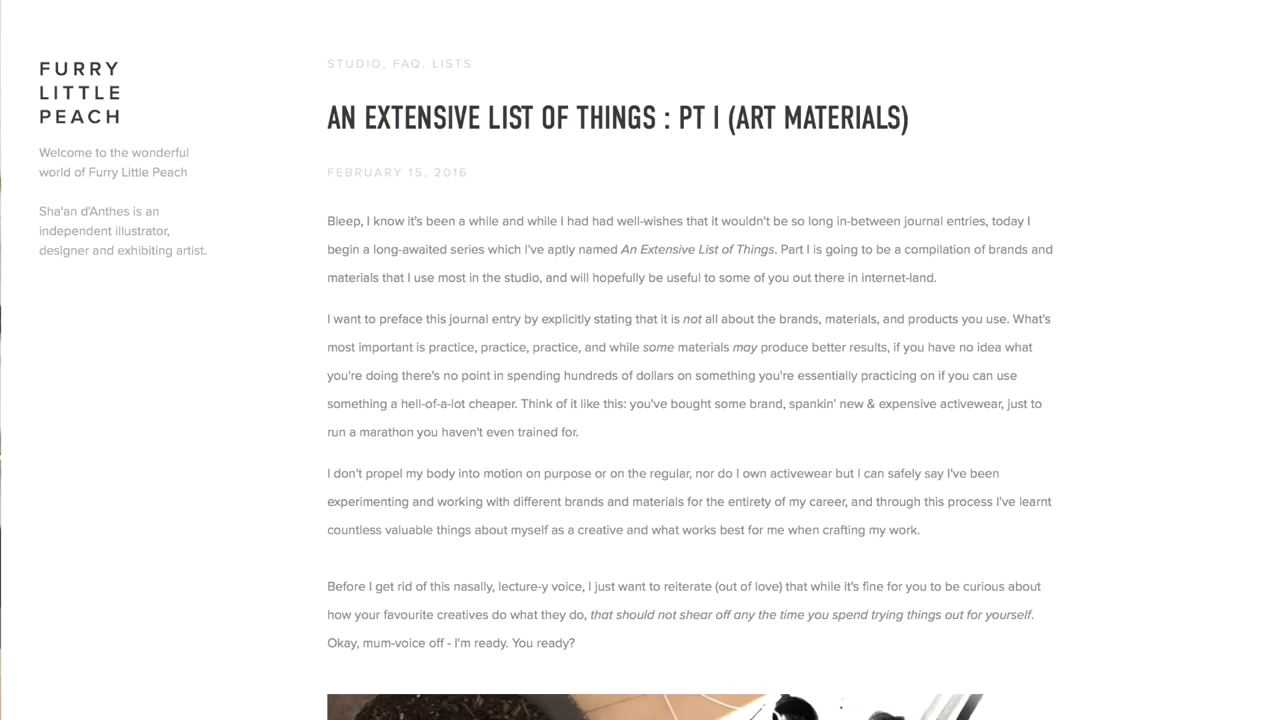 FURRY
LITTLE
PEACH
Welcome to the wonderful
world of Furry Little Peach
Sha'an d'Anthes is an
independent illustrator,
designer and exhibiting artist.
STUDIO, FAQ, LISTS
AN EXTENSIVE LIST OF THINGS : PT I (ART MATERIALS)
FEBRUARY 15, 2016
Bleep, I know it's been a while and while I had had well-wishes that it wouldn't be so long in-between journal entries, today I
begin a long-awaited series which I've aptly named An Extensive List of Things. Part I is going to be a compilation of brands and
materials that I use most in the studio, and will hopefully be useful to some of you out there in internet-land.
I want to preface this journal entry by explicitly stating that it is not all about the brands, materials, and products you use. What's
most important is practice, practice, practice, and while some materials may produce better results, if you have no idea what
you're doing there's no point in spending hundreds of dollars on something you're essentially practicing on if you can use
something a hell-of-a-lot cheaper. Think of it like this: you've bought some brand, spankin' new & expensive activewear, just to
run a marathon you haven't even trained for.
I don't propel my body into motion on purpose or on the regular, nor do I own activewear but I can safely say I've been
experimenting and working with different brands and materials for the entirety of my career, and through this process I've learnt
countless valuable things about myself as a creative and what works best for me when crafting my work.
Before I get rid of this nasally, lecture-y voice, I just want to reiterate (out of love) that while it's fine for you to be curious about
how your favourite creatives do what they do, that should not shear off any the time you spend trying things out for yourself.
Okay, mum-voice off - I'm ready. You ready?